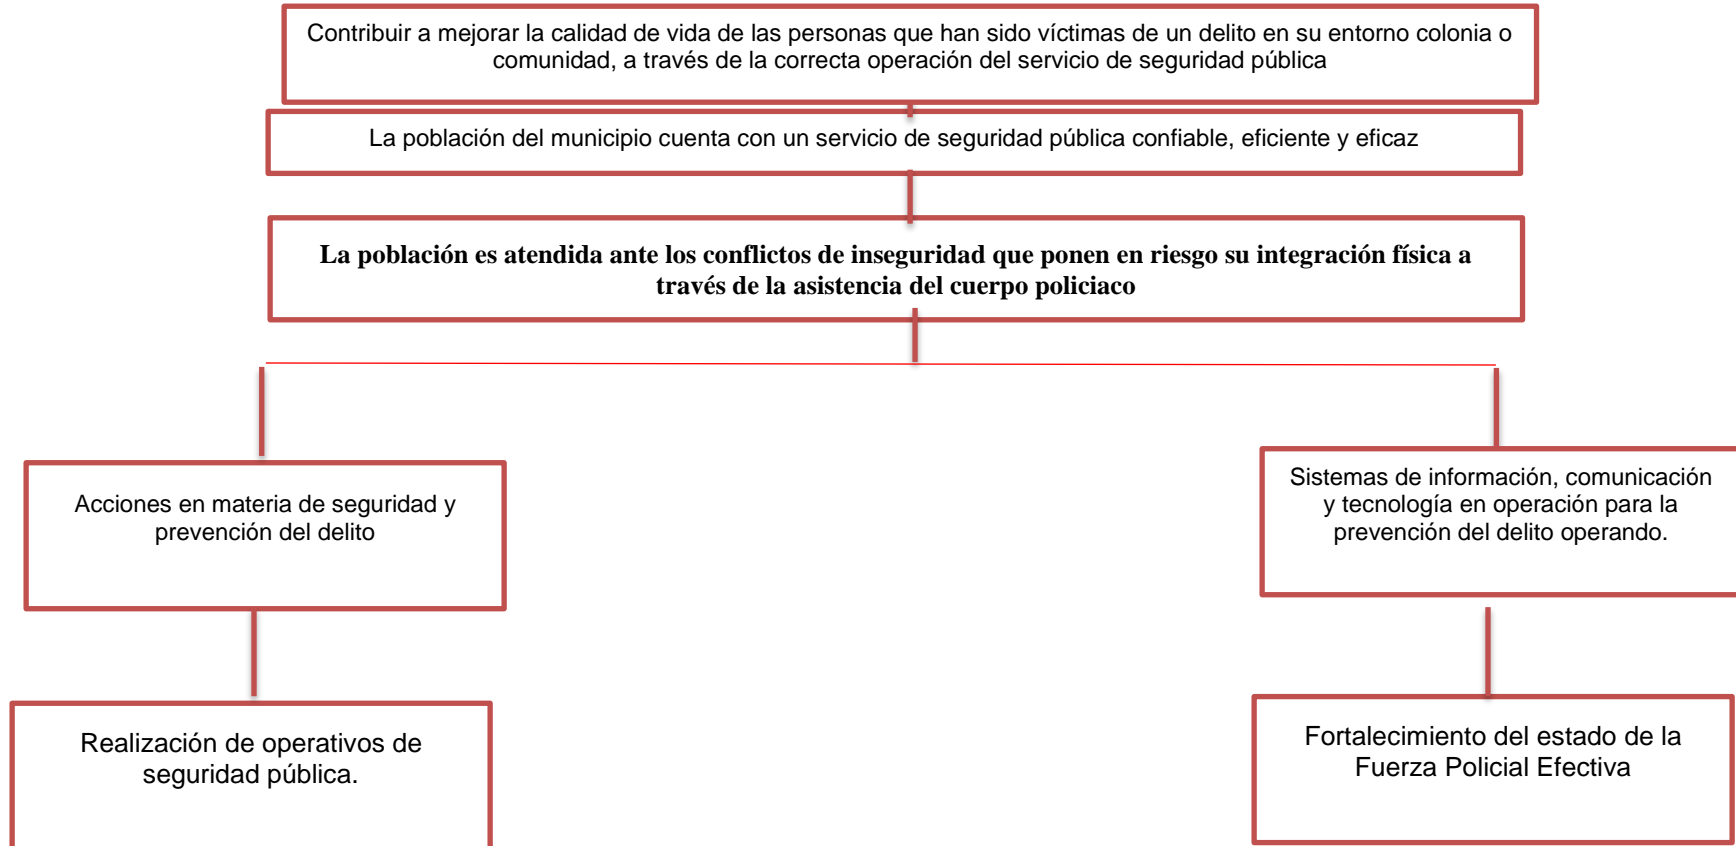 Contribuir a mejorar la calidad de vida de las personas que han sido víctimas de un delito en su entorno colonia o
comunidad, a través de la correcta operación del servicio de seguridad pública
La población del municipio cuenta con un servicio de seguridad pública confiable, eficiente y eficaz
La población es atendida ante los conflictos de inseguridad que ponen en riesgo su integración física a
través de la asistencia del cuerpo policiaco
Acciones en materia de seguridad y
prevención del delito
Sistemas de información, comunicación
y tecnología en operación para la
prevención del delito operando.
Realización de operativos de
seguridad pública.
Fortalecimiento del estado de la
Fuerza Policial Efectiva